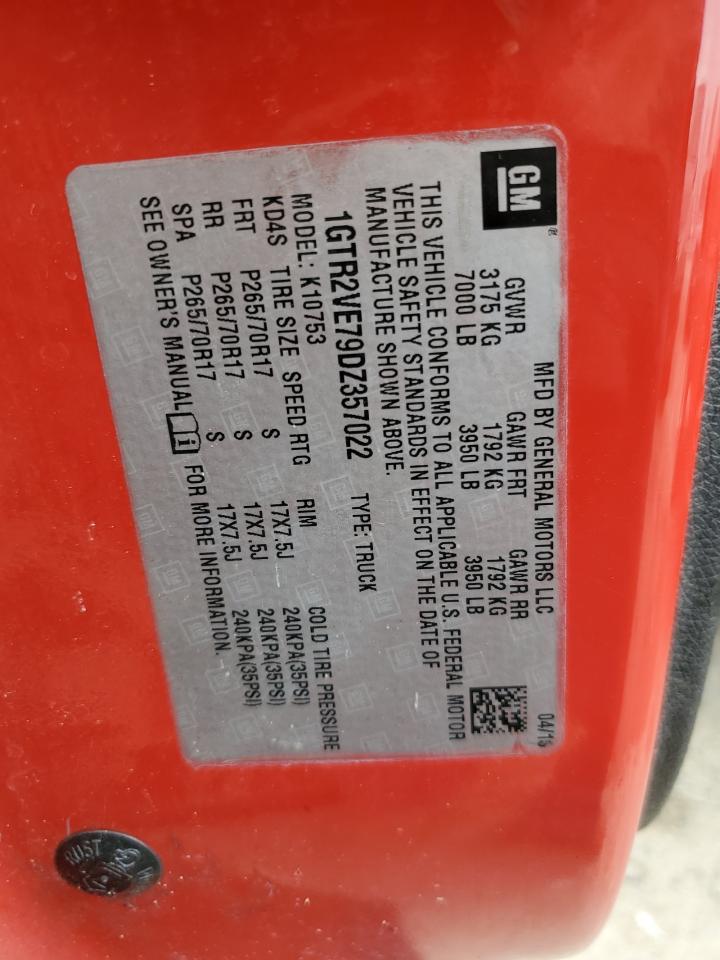 GM®
MFD BY GENERAL MOTORS LLC
GVWR GAWR FRT GAWR RR
3175 KG 1792 KG 1792 KG
7000 LB 3950 LB 3950 LB
THIS VEHICLE CONFORMS TO ALL APPLICABLE U.S. FEDERAL MOTOR
VEHICLE SAFETY STANDARDS IN EFFECT ON THE DATE OF
MANUFACTURE SHOWN ABOVE.
1GTR2VE79DZ357022 TYPE: TRUCK
MODEL: K10753
KD4S TIRE SIZE SPEED RTG RIM COLD TIRE PRESSURE
FRT P265/70R17 S 17X7.5J 240KPA(35PSI)
RR P265/70R17 S 17X7.5J 240KPA(35PSI)
SPA P265/70R17 S 17X7.5J 240KPA(35PSI)
SEE OWNER'S MANUAL FOR MORE INFORMATION.
RUST